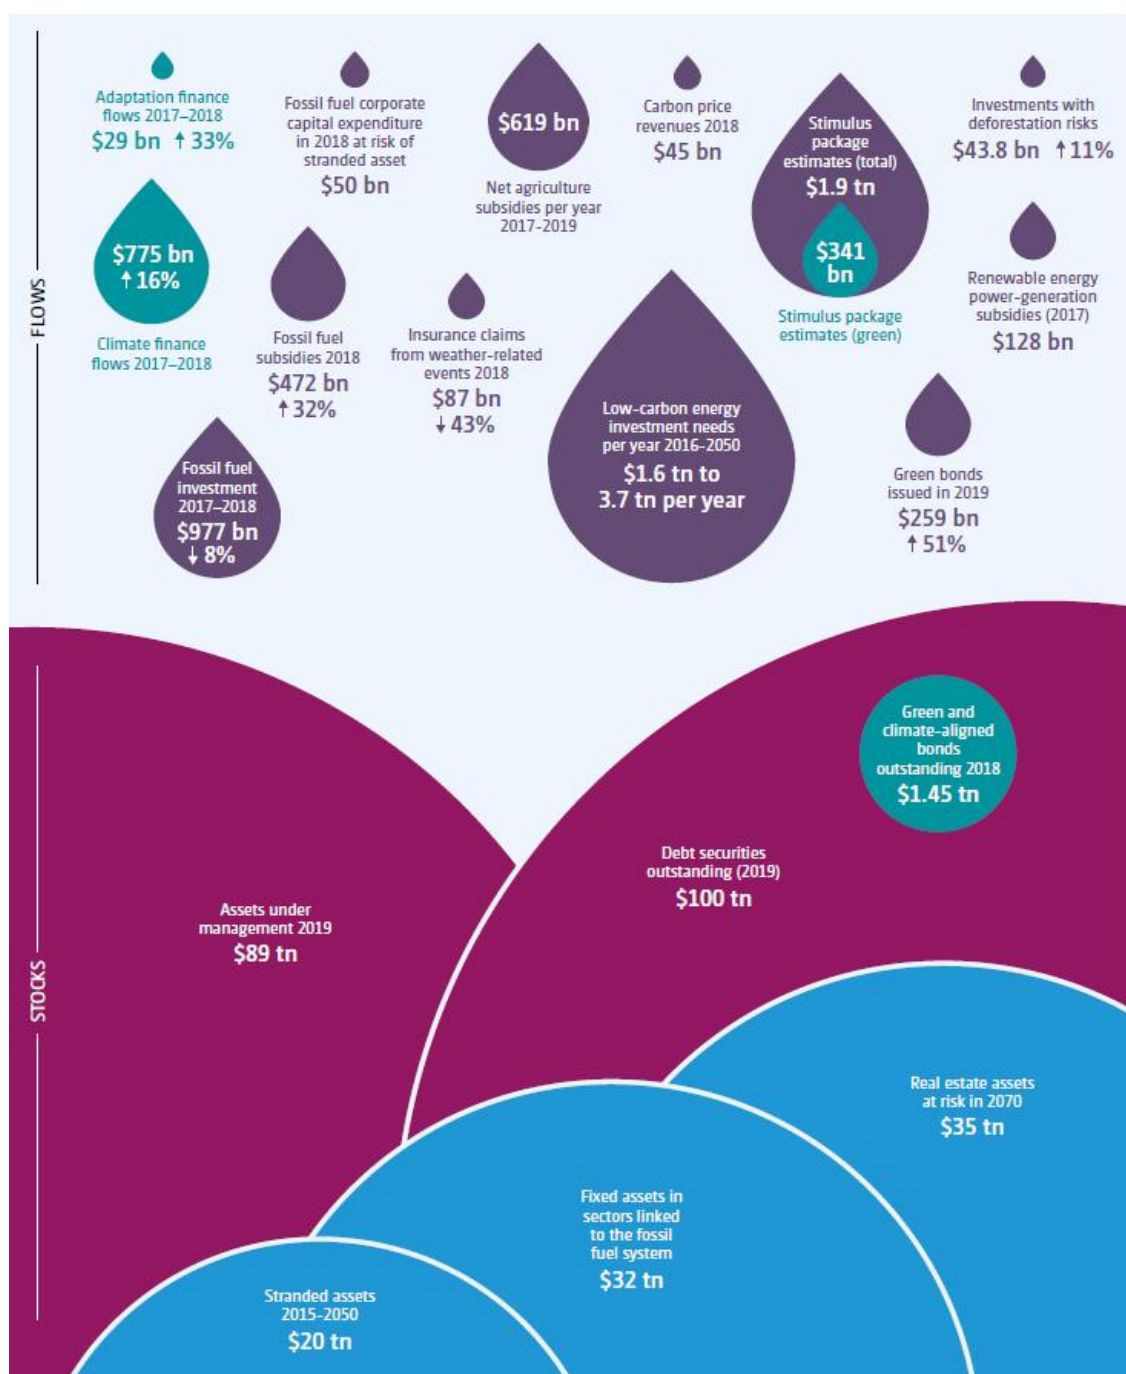 FLOWS
Adaptation finance
flows 2017–2018
$29 bn ↑ 33%
Fossil fuel corporate
capital expenditure
in 2018 at risk of
stranded asset
$50 bn
$619 bn
Net agriculture
subsidies per year
2017-2019
Carbon price
revenues 2018
$45 bn
Stimulus
package
estimates (total)
$1.9 tn
$341
bn
Stimulus package
estimates (green)
Investments with
deforestation risks
$43.8 bn ↑11%
$775 bn
↑ 16%
Climate finance
flows 2017–2018
Fossil fuel
subsidies 2018
$472 bn
↑ 32%
Insurance claims
from weather-related
events 2018
$87 bn
↓ 43%
Renewable energy
power-generation
subsidies (2017)
$128 bn
Fossil fuel
investment
2017–2018
$977 bn
↓ 8%
Low-carbon energy
investment needs
per year 2016-2050
$1.6 tn to
3.7 tn per year
Green bonds
issued in 2019
$259 bn
↑ 51%
STOCKS
Green and
climate-aligned
bonds
outstanding 2018
$1.45 tn
Debt securities
outstanding (2019)
$100 tn
Assets under
management 2019
$89 tn
Real estate assets
at risk in 2070
$35 tn
Fixed assets in
sectors linked
to the fossil
fuel system
$32 tn
Stranded assets
2015-2050
$20 tn